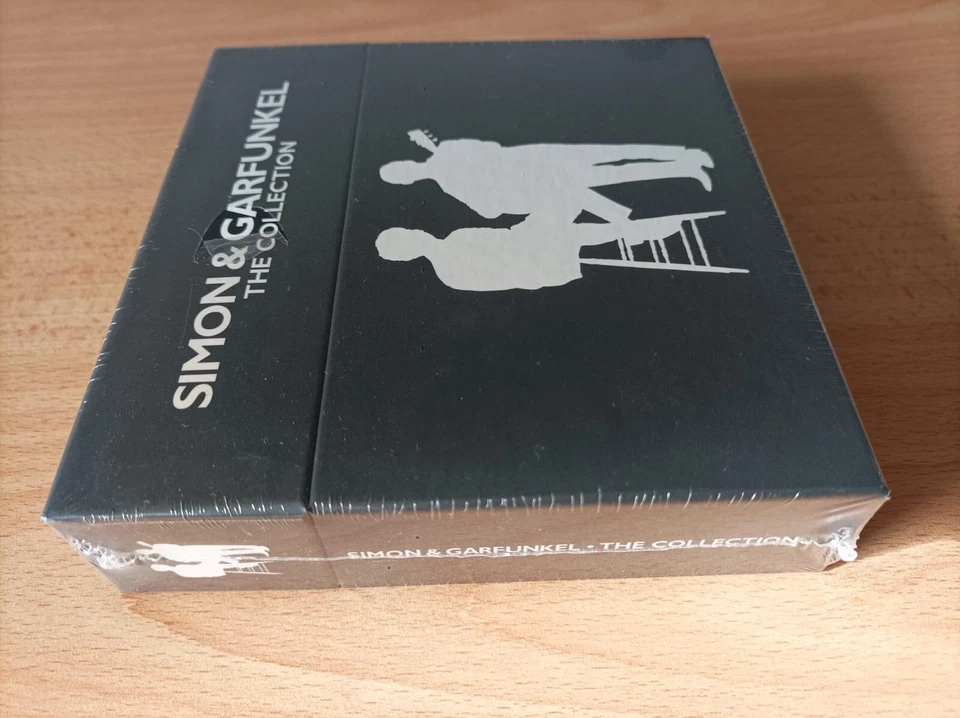 SIMON & GARFUNKEL
THE COLLECTION
SIMON & GARFUNKEL • THE COLLECTION